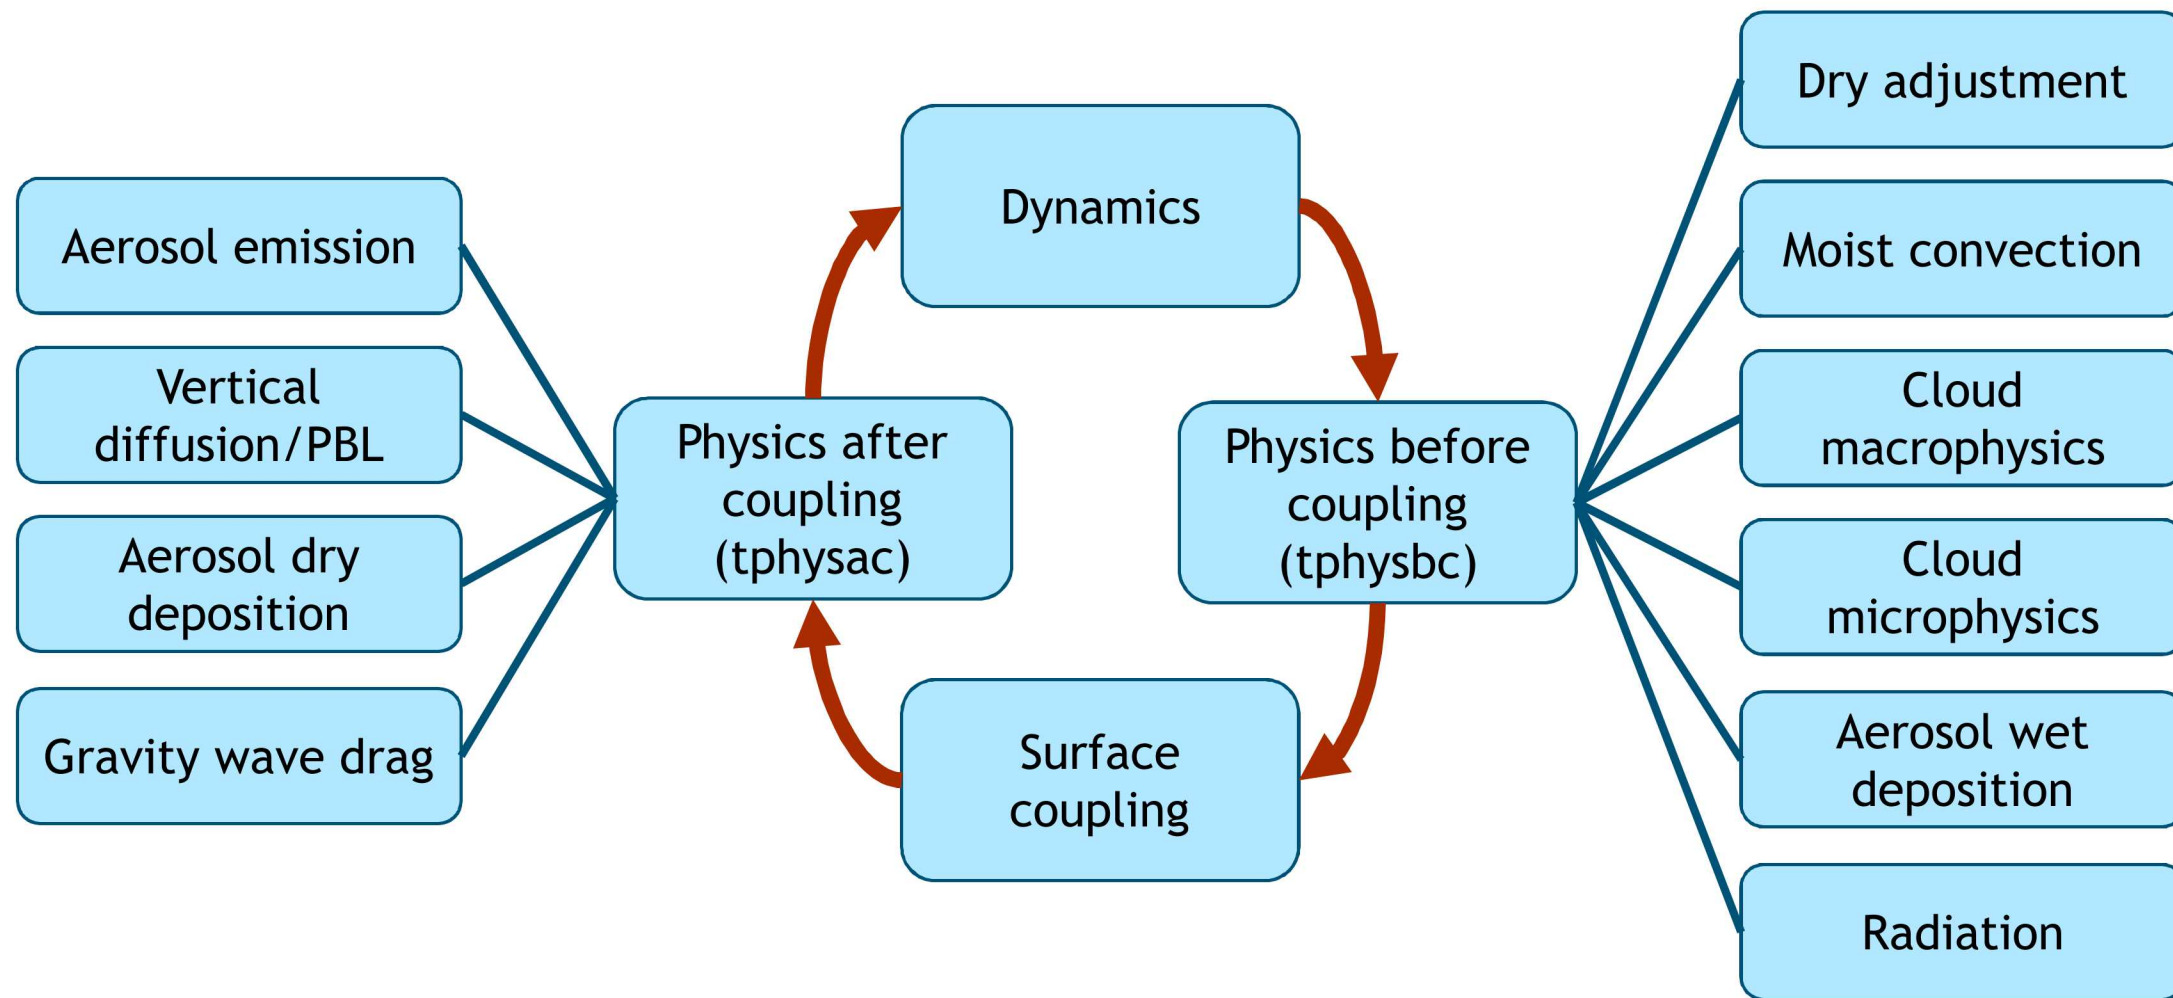 Aerosol emission
Vertical
diffusion/PBL
Aerosol dry
deposition
Gravity wave drag
Dynamics
Physics after
coupling
(tphysac)
Physics before
coupling
(tphysbc)
Surface
coupling
Dry adjustment
Moist convection
Cloud
macrophysics
Cloud
microphysics
Aerosol wet
deposition
Radiation